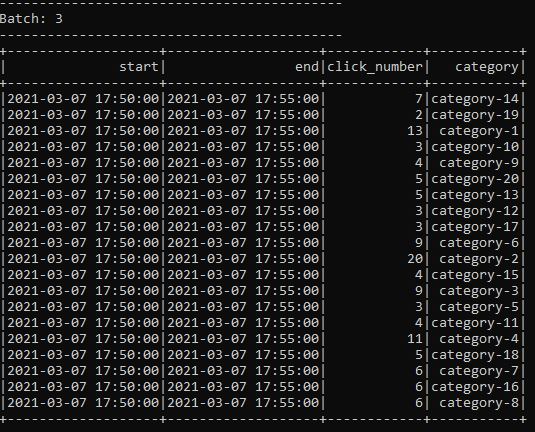 -------------------------------------------
Batch: 3
-------------------------------------------
+-------------------+-------------------+------------+-----------+
|              start|                end|click_number|   category|
+-------------------+-------------------+------------+-----------+
|2021-03-07 17:50:00|2021-03-07 17:55:00|           7|category-14|
|2021-03-07 17:50:00|2021-03-07 17:55:00|           2|category-19|
|2021-03-07 17:50:00|2021-03-07 17:55:00|          13| category-1|
|2021-03-07 17:50:00|2021-03-07 17:55:00|           3|category-10|
|2021-03-07 17:50:00|2021-03-07 17:55:00|           4| category-9|
|2021-03-07 17:50:00|2021-03-07 17:55:00|           5|category-20|
|2021-03-07 17:50:00|2021-03-07 17:55:00|           5|category-13|
|2021-03-07 17:50:00|2021-03-07 17:55:00|           3|category-12|
|2021-03-07 17:50:00|2021-03-07 17:55:00|           3|category-17|
|2021-03-07 17:50:00|2021-03-07 17:55:00|           9| category-6|
|2021-03-07 17:50:00|2021-03-07 17:55:00|          20| category-2|
|2021-03-07 17:50:00|2021-03-07 17:55:00|           4|category-15|
|2021-03-07 17:50:00|2021-03-07 17:55:00|           9| category-3|
|2021-03-07 17:50:00|2021-03-07 17:55:00|           3| category-5|
|2021-03-07 17:50:00|2021-03-07 17:55:00|           4|category-11|
|2021-03-07 17:50:00|2021-03-07 17:55:00|          11| category-4|
|2021-03-07 17:50:00|2021-03-07 17:55:00|           5|category-18|
|2021-03-07 17:50:00|2021-03-07 17:55:00|           6| category-7|
|2021-03-07 17:50:00|2021-03-07 17:55:00|           6|category-16|
|2021-03-07 17:50:00|2021-03-07 17:55:00|           6| category-8|
+-------------------+-------------------+------------+-----------+